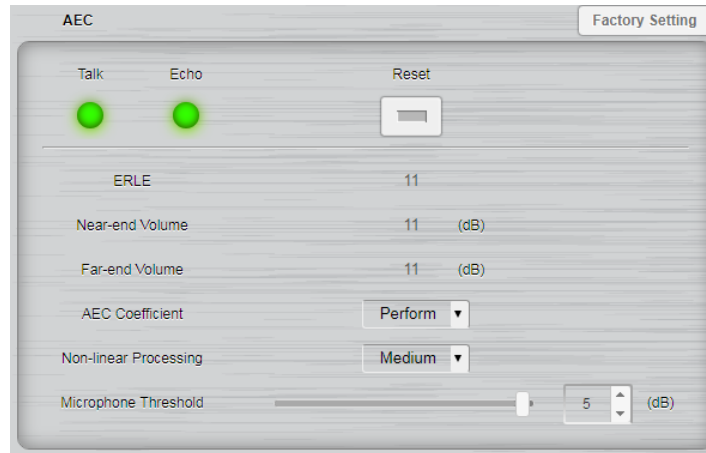 AEC Factory Setting
Talk Echo Reset
ERLE 11
Near-end Volume 11 (dB)
Far-end Volume 11 (dB)
AEC Coefficient Perform
Non-linear Processing Medium
Microphone Threshold 5 (dB)